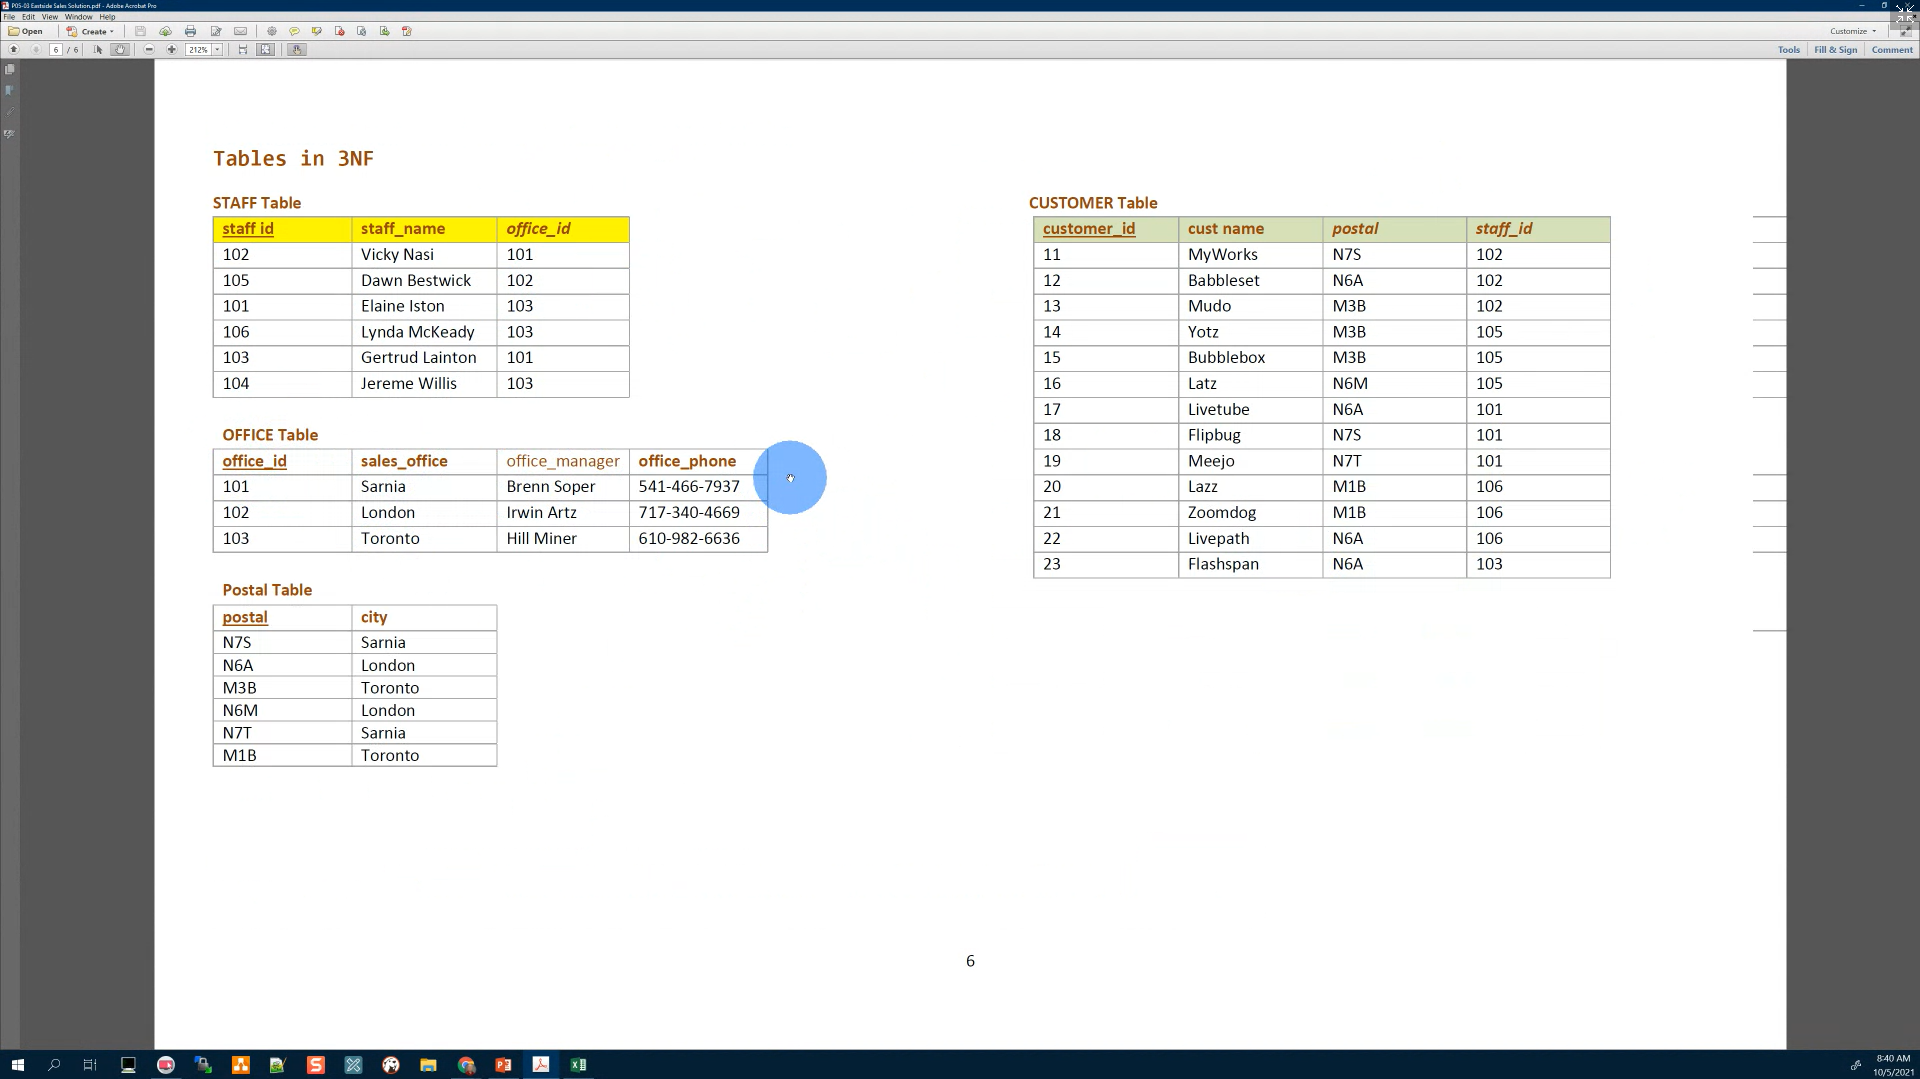 P05-03 Eastside Sales Solution.pdf - Adobe Acrobat Pro
File Edit View Window Help
Open Create Customize
6 / 6 212% Tools Fill & Sign Comment
Tables in 3NF
STAFF Table
staff id staff_name office_id
102 Vicky Nasi 101
105 Dawn Bestwick 102
101 Elaine Iston 103
106 Lynda McKeady 103
103 Gertrud Lainton 101
104 Jereme Willis 103
OFFICE Table
office_id sales_office office_manager office_phone
101 Sarnia Brenn Soper 541-466-7937
102 London Irwin Artz 717-340-4669
103 Toronto Hill Miner 610-982-6636
Postal Table
postal city
N7S Sarnia
N6A London
M3B Toronto
N6M London
N7T Sarnia
M1B Toronto
CUSTOMER Table
customer_id cust name postal staff_id
11 MyWorks N7S 102
12 Babbleset N6A 102
13 Mudo M3B 102
14 Yotz M3B 105
15 Bubblebox M3B 105
16 Latz N6M 105
17 Livetube N6A 101
18 Flipbug N7S 101
19 Meejo N7T 101
20 Lazz M1B 106
21 Zoomdog M1B 106
22 Livepath N6A 106
23 Flashspan N6A 103
6
8:40 AM
10/5/2021